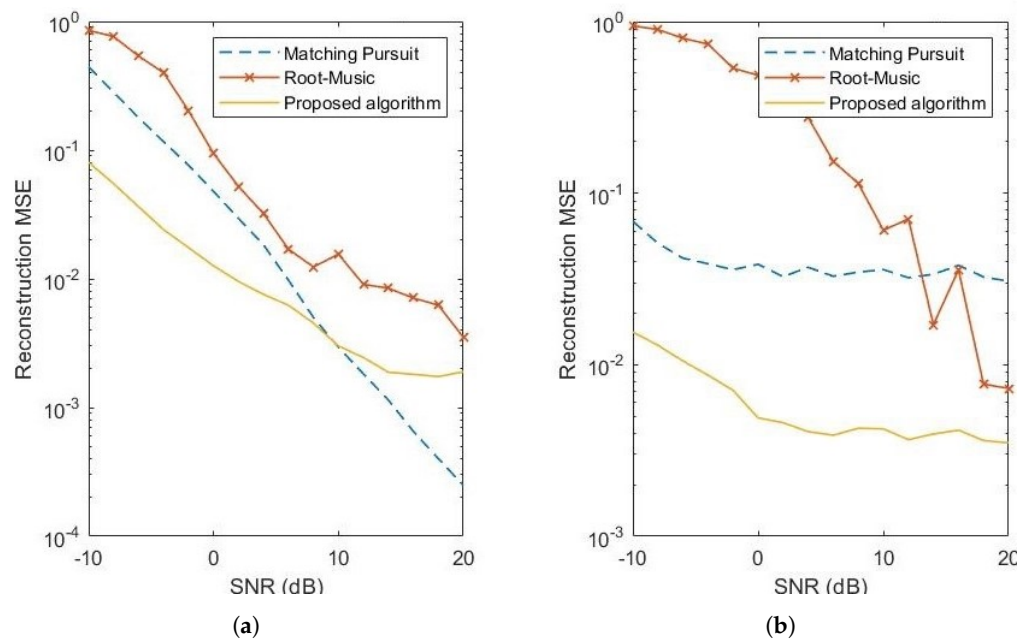 10^0
10^-1
10^-2
10^-3
10^-4
Reconstruction MSE
Matching Pursuit
Root-Music
Proposed algorithm
-10 0 10 20
SNR (dB)
(a)
10^0
10^-1
10^-2
10^-3
Reconstruction MSE
Matching Pursuit
Root-Music
Proposed algorithm
-10 0 10 20
SNR (dB)
(b)